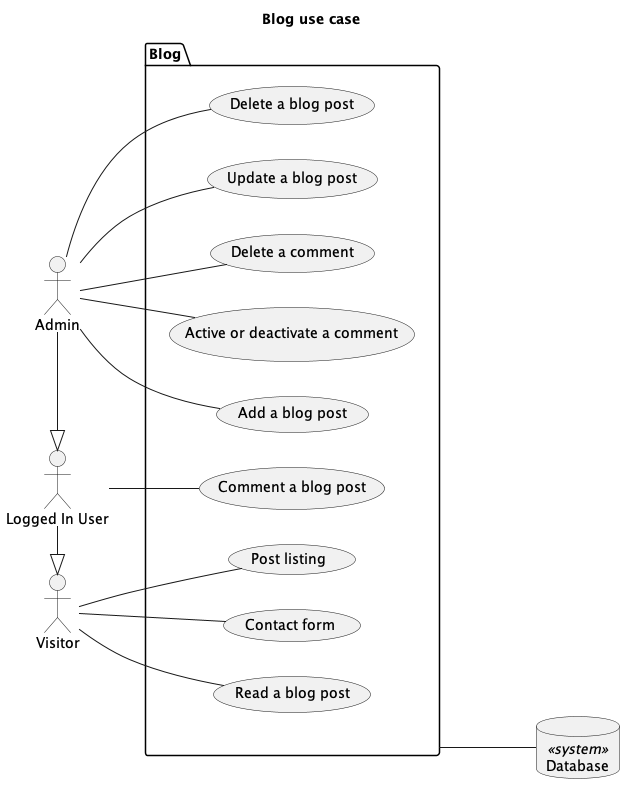 Blog use case
Blog
Delete a blog post
Update a blog post
Delete a comment
Admin
Active or deactivate a comment
Add a blog post
Comment a blog post
Logged In User
Post listing
Contact form
Visitor
Read a blog post
«system»
Database